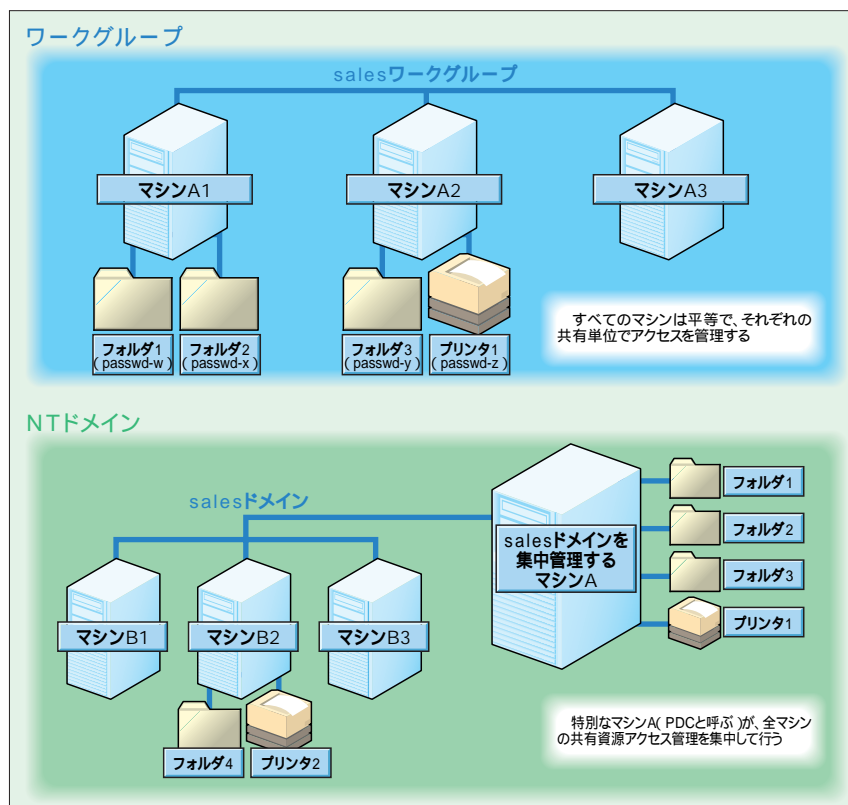 ワークグループ
salesワークグループ
マシンA1
マシンA2
マシンA3
フォルダ1
(passwd-w)
フォルダ2
(passwd-x)
フォルダ3
(passwd-y)
プリンタ1
(passwd-z)
すべてのマシンは平等で、それぞれの
共有単位でアクセスを管理する
NTドメイン
salesドメイン
salesドメインを
集中管理する
マシンA
フォルダ1
フォルダ2
フォルダ3
プリンタ1
マシンB1
マシンB2
マシンB3
フォルダ4
プリンタ2
特別なマシンA(PDCと呼ぶ)が、全マシン
の共有資源アクセス管理を集中して行う